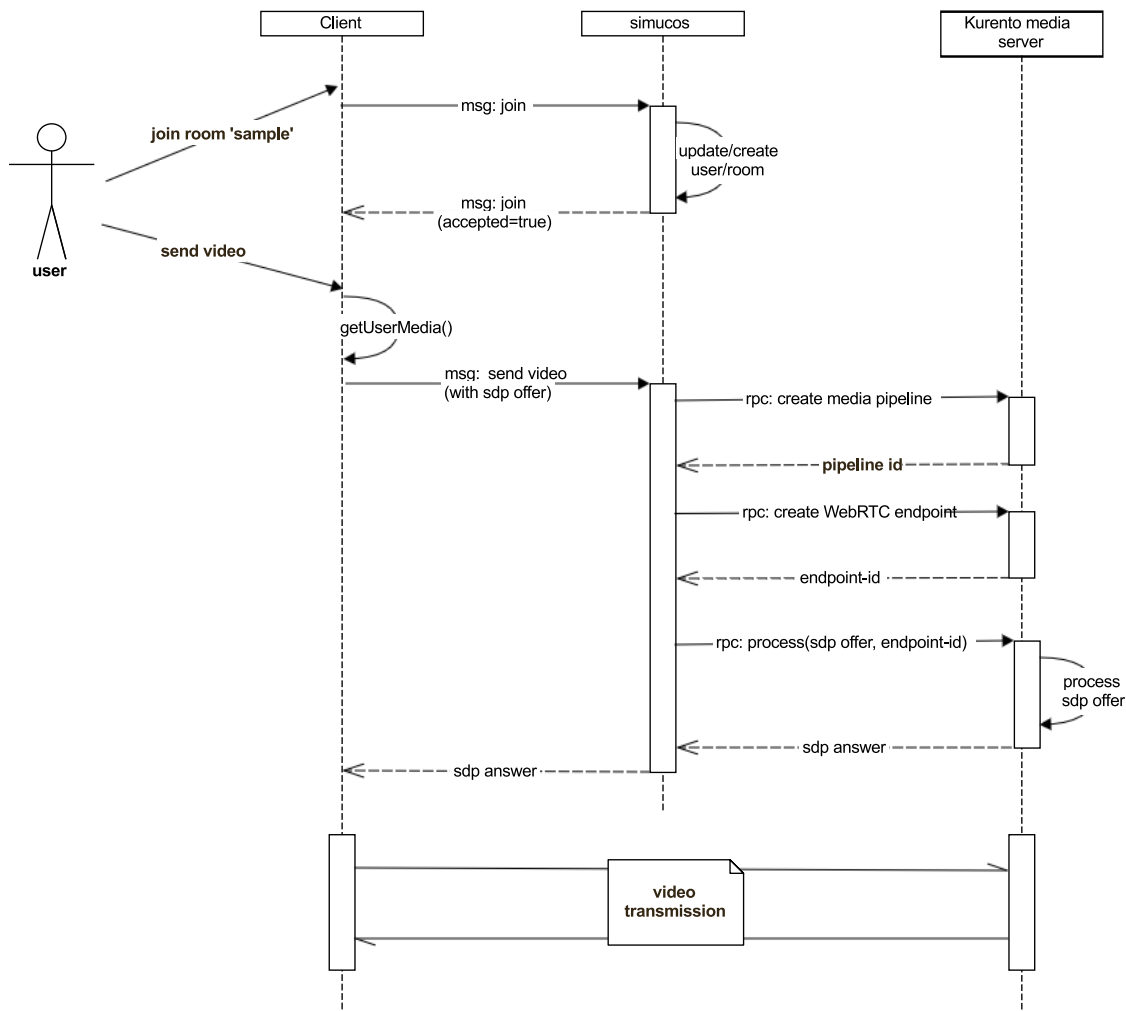 Client
simucos
Kurento media
server
msg: join
join room 'sample'
update/create
user/room
msg: join
(accepted=true)
send video
user
getUserMedia()
msg: send video
(with sdp offer)
rpc: create media pipeline
pipeline id
rpc: create WebRTC endpoint
endpoint-id
rpc: process(sdp offer, endpoint-id)
process
sdp offer
sdp answer
sdp answer
video
transmission